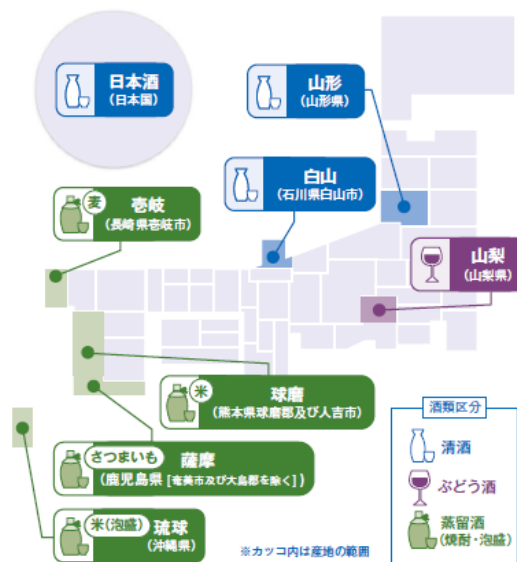 日本酒
(日本国)
山形
(山形県)
白山
(石川県白山市)
麦
壱岐
(長崎県壱岐市)
山梨
(山梨県)
米
球磨
(熊本県球磨郡及び人吉市)
さつまいも
薩摩
(鹿児島県[奄美市及び大島郡を除く])
米(泡盛)
琉球
(沖縄県)
酒類区分
清酒
ぶどう酒
蒸留酒
(焼酎・泡盛)
※カッコ内は産地の範囲